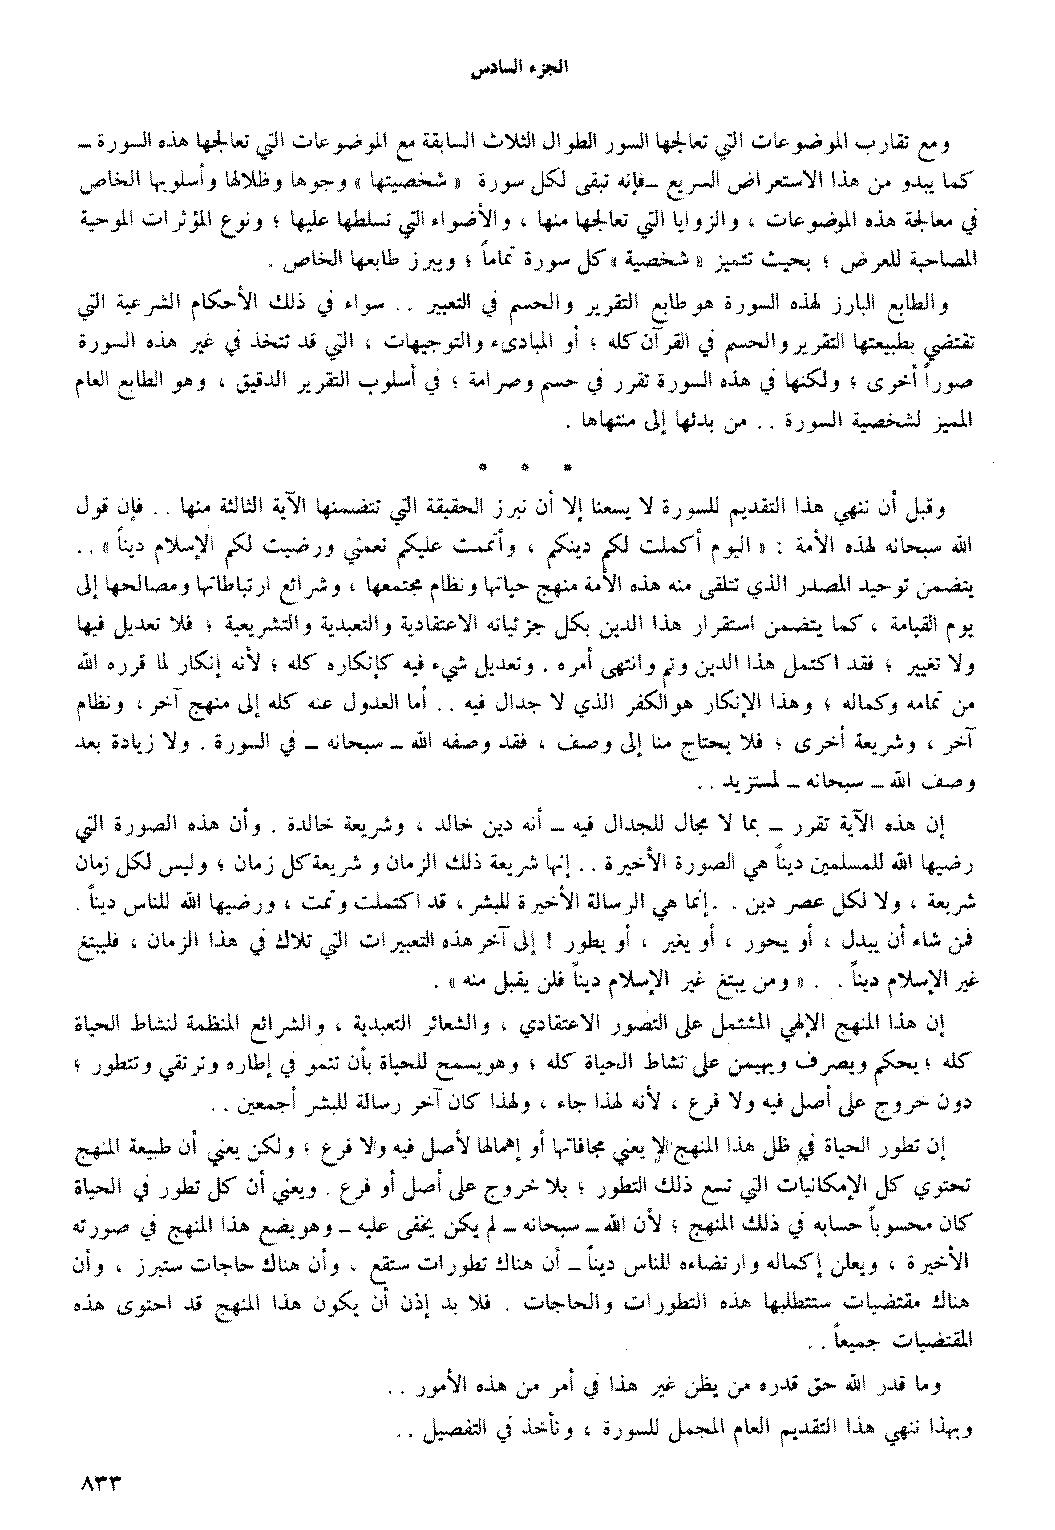 الجزء السادس
ومع تقارب الموضوعات التي تعالجها السور الطوال الثلاث السابقة مع الموضوعات التي تعالجها هذه السورة –
كما يبدو من هذا الاستعراض السريع –فإنه تبقى لكل سورة « شخصيتها » وجوها وظلالها وأسلوبها الخاص
في معالجة هذه الموضوعات ، والزوايا التي تعالجها منها ، والأضواء التي تسلطها عليها ؛ ونوع المؤثرات الموحية
المصاحبة للعرض ؛ بحيث تتميز « شخصية » كل سورة تماماً ؛ ويبرز طابعها الخاص .
والطابع البارز لهذه السورة هو طابع التقرير والحسم في التعبير .. سواء في ذلك الأحكام الشرعية التي
تقتضي بطبيعتها التقرير والحسم في القرآن كله ؛ أو المبادىء والتوجيهات ، التي قد تتخذ في غير هذه السورة
صوراً أخرى ؛ ولكنها في هذه السورة تقرر في حسم وصرامة ؛ في أسلوب التقرير الدقيق ، وهو الطابع العام
المميز لشخصية السورة .. من بدئها إلى منتهاها .
* * *
وقبل أن ننهي هذا التقديم للسورة لا يسعنا إلا أن نبرز الحقيقة التي تتضمنها الآية الثالثة منها .. فإن قول
الله سبحانه لهذه الأمة : « اليوم أكملت لكم دينكم ، وأتممت عليكم نعمتي ورضيت لكم الإسلام ديناً » ..
يتضمن توحيد المصدر الذي تتلقى منه هذه الأمة منهج حياتها ونظام مجتمعها ، وشرائع ارتباطاتها ومصالحها إلى
يوم القيامة ، كما يتضمن استقرار هذا الدين بكل جزئياته الاعتقادية والتعبدية والتشريعية ؛ فلا تعديل فيها
ولا تغيير ؛ فقد اكتمل هذا الدين وتم وانتهى أمره . وتعديل شيء فيه كإنكاره كله ؛ لأنه إنكار لما قرره الله
من تمامه وكماله ؛ وهذا الإنكار هو الكفر الذي لا جدال فيه .. أما العدول عنه كله إلى منهج آخر ، ونظام
آخر ، وشريعة أخرى ؛ فلا يحتاج منا إلى وصف ، فقد وصفه الله – سبحانه – في السورة . ولا زيادة بعد
وصف الله – سبحانه – لمستزيد ..
إن هذه الآية تقرر – بما لا مجال للجدال فيه – أنه دين خالد ، وشريعة خالدة . وأن هذه الصورة التي
رضيها الله للمسلمين ديناً هي الصورة الأخيرة .. إنها شريعة ذلك الزمان و شريعة كل زمان ؛ وليس لكل زمان
شريعة ، ولا لكل عصر دين . .إنما هي الرسالة الأخيرة للبشر ، قد اكتملت وتمت ، ورضيها الله للناس ديناً .
فمن شاء أن يبدل ، أو يحور ، أو يغير ، أو يطور ! إلى آخر هذه التعبيرات التي تلاك في هذا الزمان ، فليبتغ
غير الإسلام ديناً . . « ومن يبتغ غير الإسلام ديناً فلن يقبل منه » .
إن هذا المنهج الإلهي المشتمل على التصور الاعتقادي ، والشعائر التعبدية ، والشرائع المنظمة لنشاط الحياة
كله ؛ يحكم ويصرف ويهيمن على نشاط الحياة كله ؛ وهو يسمح للحياة بأن تنمو في إطاره وترتقي وتتطور ؛
دون خروج على أصل فيه ولا فرع ، لأنه لهذا جاء ، ولهذا كان آخر رسالة للبشر أجمعين ..
إن تطور الحياة في ظل هذا المنهج لا يعني مجافاتها أو إهمالها لأصل فيه ولا فرع ؛ ولكن يعني أن طبيعة المنهج
تحتوي كل الإمكانيات التي تسع ذلك التطور ؛ بلا خروج على أصل أو فرع . ويعني أن كل تطور في الحياة
كان محسوباً حسابه في ذلك المنهج ؛ لأن الله – سبحانه – لم يكن يخفى عليه – وهو يضع هذا المنهج في صورته
الأخيرة ، ويعلن إكماله وارتضاءه للناس ديناً – أن هناك تطورات ستقع ، وأن هناك حاجات ستبرز ، وأن
هناك مقتضيات ستتطلبها هذه التطورات والحاجات . فلا بد إذن أن يكون هذا المنهج قد احتوى هذه
المقتضيات جميعاً ..
وما قدر الله حق قدره من يظن غير هذا في أمر من هذه الأمور ..
وبهذا ننهي هذا التقديم العام المجمل للسورة ، ونأخذ في التفصيل ..
٨٣٣